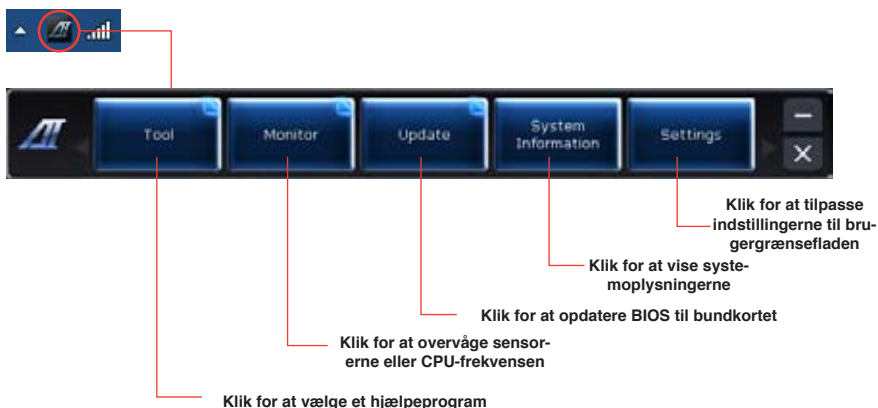 Tool
Monitor
Update
System
Information
Settings
Klik for at tilpasse
indstillingerne til bru-
gergrænsefladen
Klik for at vise syste-
moplysningerne
Klik for at opdatere BIOS til bundkortet
Klik for at overvåge sensor-
erne eller CPU-frekvensen
Klik for at vælge et hjælpeprogram